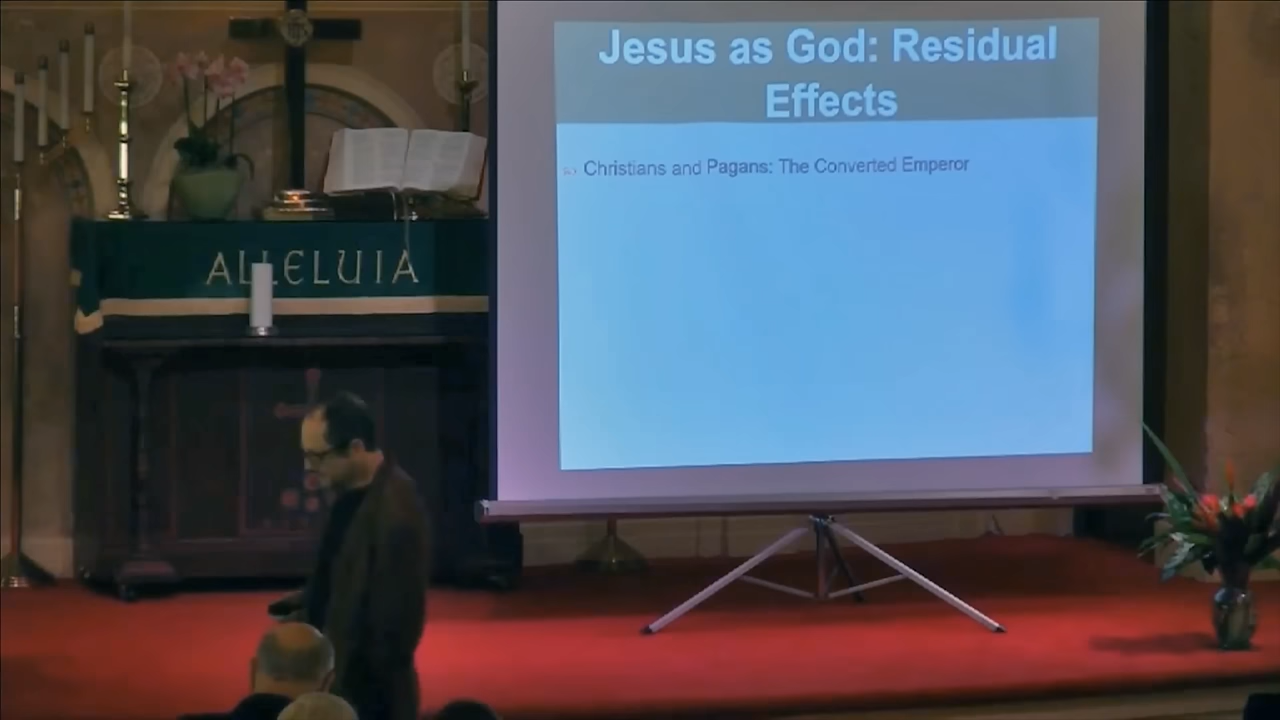 Jesus as God: Residual
Effects
Christians and Pagans: The Converted Emperor
ALLELUIA